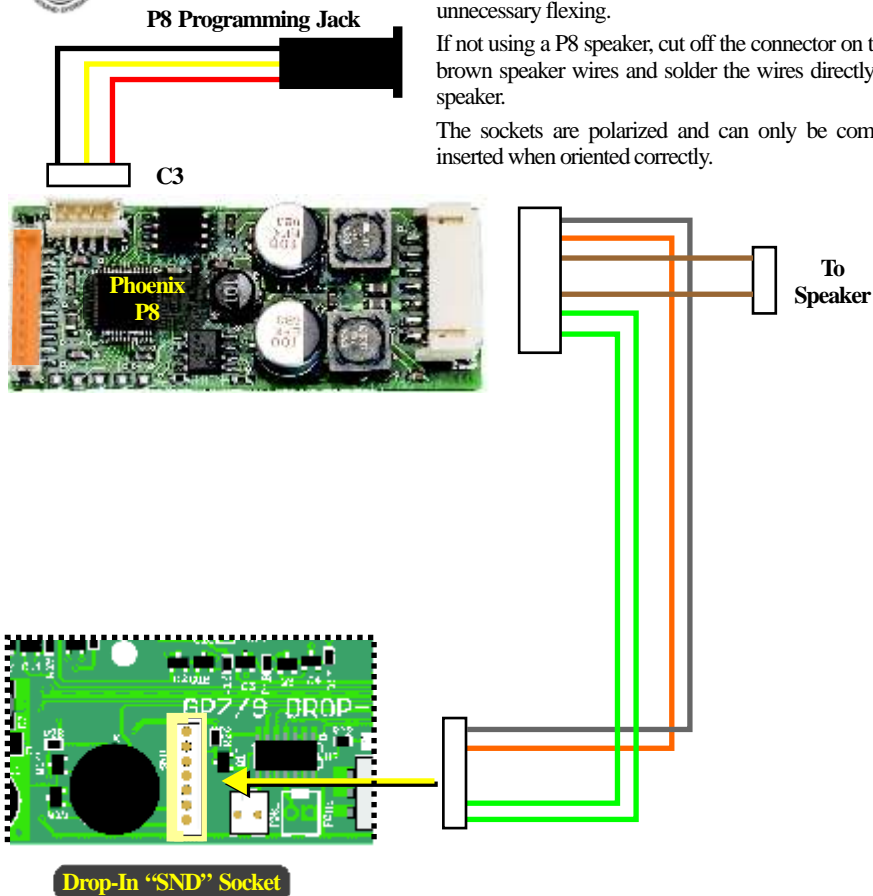 P8 Programming Jack
unnecessary flexing.
If not using a P8 speaker, cut off the connector on
brown speaker wires and solder the wires directly
speaker.
The sockets are polarized and can only be
inserted when oriented correctly.
C3
Phoenix
P8
To
Speaker
GP7/9 DROP-
SND
Drop-In “SND” Socket